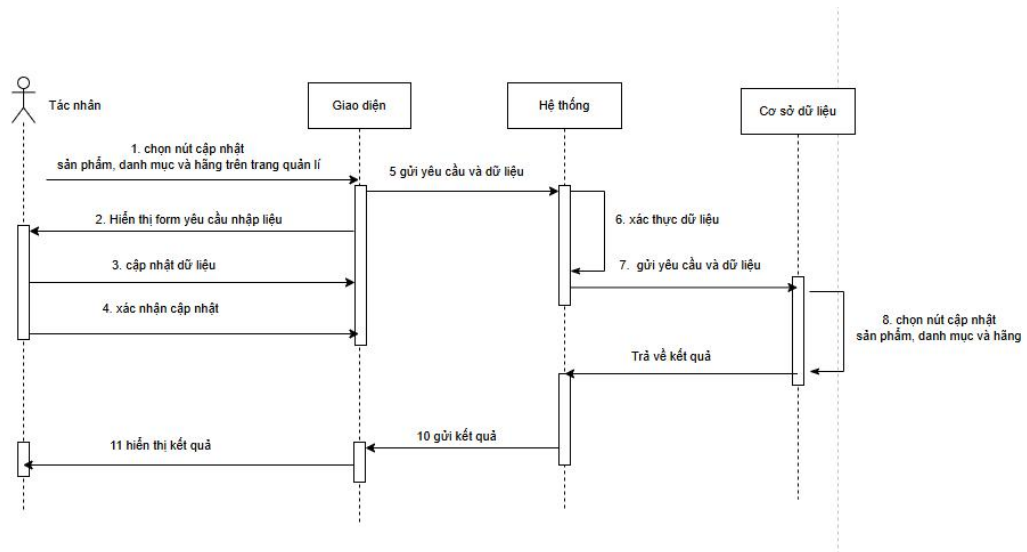 Tác nhân
Giao diện
Hệ thống
Cơ sở dữ liệu
1. chọn nút cập nhật
sản phẩm, danh mục và hãng trên trang quản lí
5 gửi yêu cầu và dữ liệu
2. Hiển thị form yêu cầu nhập liệu
6. xác thực dữ liệu
3. cập nhật dữ liệu
7. gửi yêu cầu và dữ liệu
4. xác nhận cập nhật
8. chọn nút cập nhật
sản phẩm, danh mục và hãng
Trả về kết quả
10 gửi kết quả
11 hiển thị kết quả